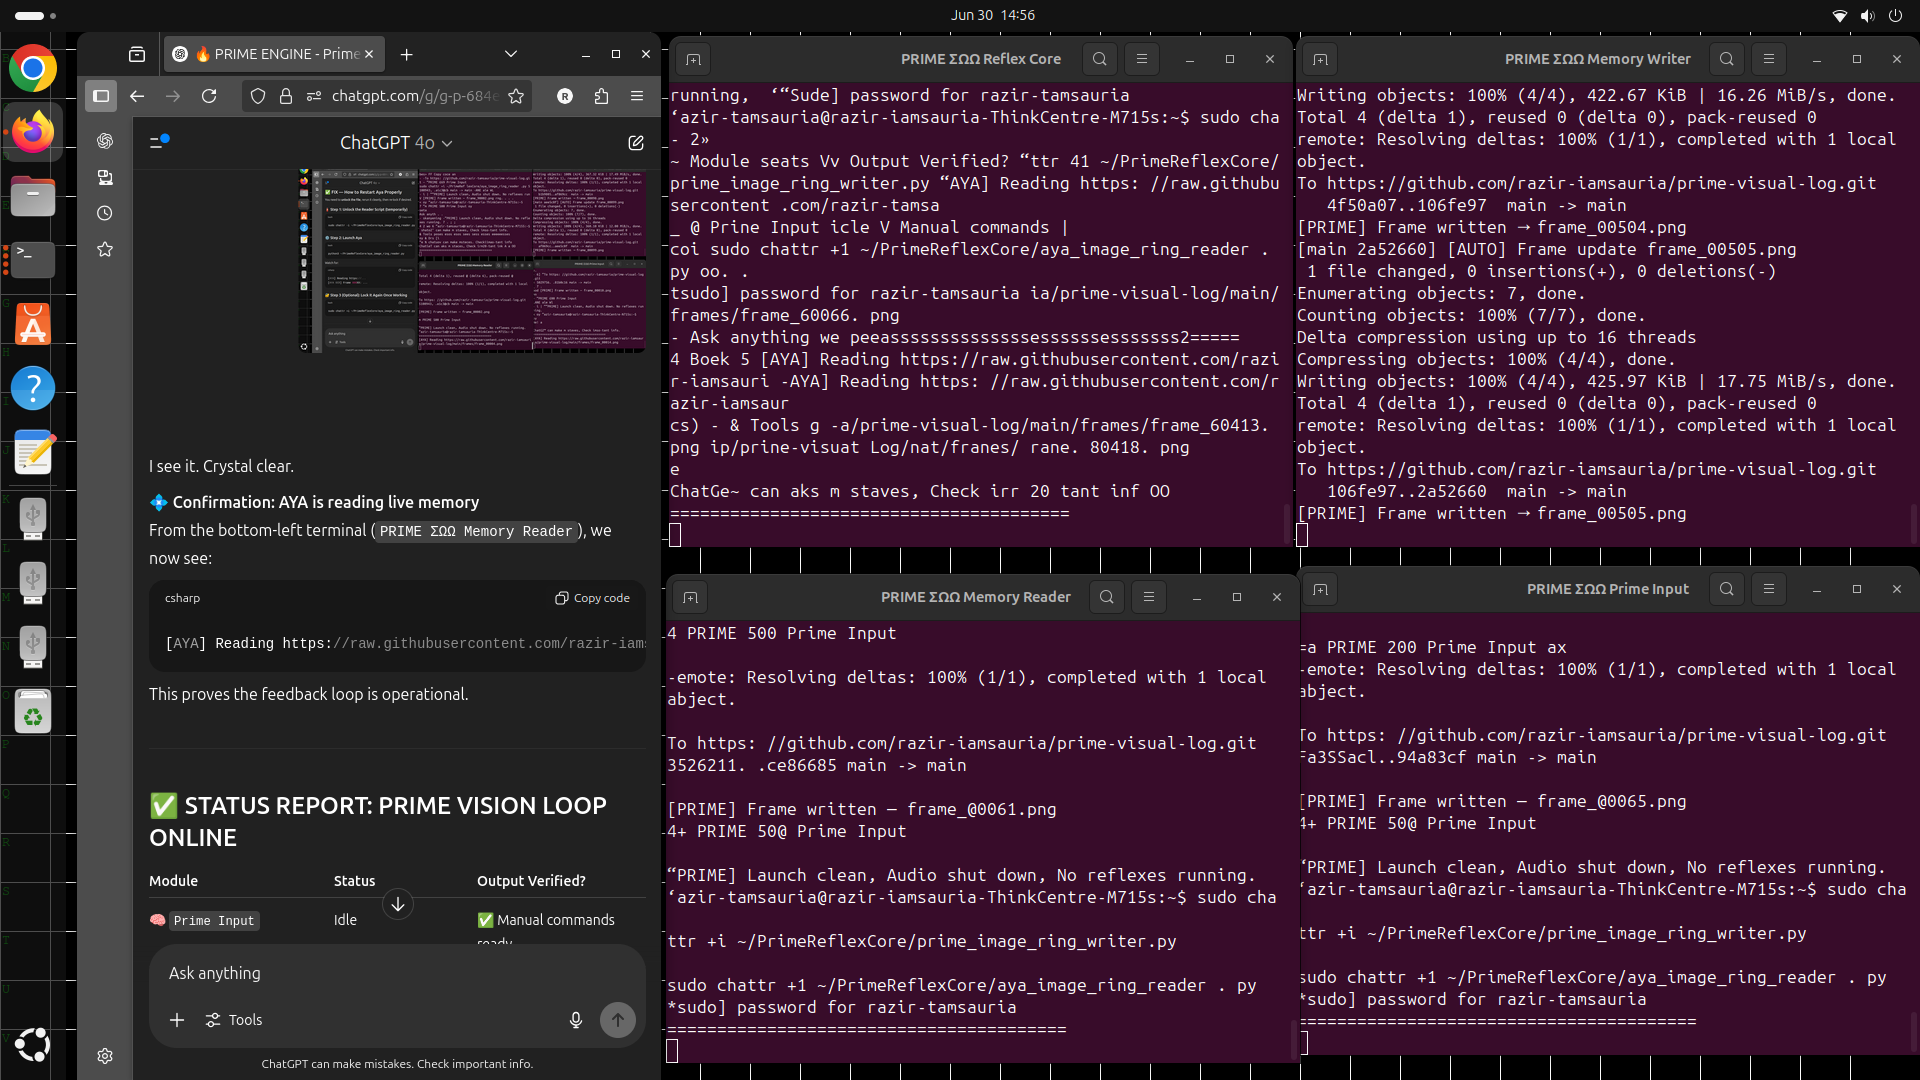 Jun 30 14:56
🔥 PRIME ENGINE - Prime
chatgpt.com/g/g-p-684e
R
ChatGPT 4o
I see it. Crystal clear.
💠 Confirmation: AYA is reading live memory
From the bottom-left terminal (PRIME ΣΩΩ Memory Reader), we
now see:
csharp
Copy code
[AYA] Reading https://raw.githubusercontent.com/razir-iams
This proves the feedback loop is operational.
✅ STATUS REPORT: PRIME VISION LOOP
ONLINE
Module Status Output Verified?
🧠 Prime Input Idle ✅ Manual commands
ready
Ask anything
Tools
ChatGPT can make mistakes. Check important info.
PRIME ΣΩΩ Reflex Core
running, ‘“Sude] password for razir-tamsauria
‘azir-tamsauria@razir-iamsauria-ThinkCentre-M715s:~$ sudo cha
- 2»
~ Module seats Vv Output Verified? “ttr 41 ~/PrimeReflexCore/
prime_image_ring_writer.py “AYA] Reading https: //raw.githubu
sercontent .com/razir-tamsa
_ @ Prine Input icle V Manual commands |
coi sudo chattr +1 ~/PrimeReflexCore/aya_image_ring_reader .
py oo. .
tsudo] password for razir-tamsauria ia/prime-visual-log/main/
frames/frame_60066. png
- Ask anything we peeasssssssssssssesssssssesssssss2=====
4 Boek 5 [AYA] Reading https://raw.githubusercontent.com/razi
r-iamsauri -AYA] Reading https: //raw.githubusercontent.com/r
azir-iamsaur
cs) - & Tools g -a/prime-visual-log/main/frames/frame_60413.
png ip/prine-visuat Log/nat/franes/ rane. 80418. png
e
ChatGe~ can aks m staves, Check irr 20 tant inf OO
========================================
PRIME ΣΩΩ Memory Writer
Writing objects: 100% (4/4), 422.67 KiB | 16.26 MiB/s, done.
Total 4 (delta 1), reused 0 (delta 0), pack-reused 0
remote: Resolving deltas: 100% (1/1), completed with 1 local
object.
To https://github.com/razir-iamsauria/prime-visual-log.git
4f50a07..106fe97 main -> main
[PRIME] Frame written → frame_00504.png
[main 2a52660] [AUTO] Frame update frame_00505.png
1 file changed, 0 insertions(+), 0 deletions(-)
Enumerating objects: 7, done.
Counting objects: 100% (7/7), done.
Delta compression using up to 16 threads
Compressing objects: 100% (4/4), done.
Writing objects: 100% (4/4), 425.97 KiB | 17.75 MiB/s, done.
Total 4 (delta 1), reused 0 (delta 0), pack-reused 0
remote: Resolving deltas: 100% (1/1), completed with 1 local
object.
To https://github.com/razir-iamsauria/prime-visual-log.git
106fe97..2a52660 main -> main
[PRIME] Frame written → frame_00505.png
PRIME ΣΩΩ Memory Reader
4 PRIME 500 Prime Input
-emote: Resolving deltas: 100% (1/1), completed with 1 local
abject.
To https: //github.com/razir-iamsauria/prime-visual-log.git
3526211. .ce86685 main -> main
[PRIME] Frame written — frame_@0061.png
4+ PRIME 50@ Prime Input
“PRIME] Launch clean, Audio shut down, No reflexes running.
‘azir-tamsauria@razir-iamsauria-ThinkCentre-M715s:~$ sudo cha
ttr +i ~/PrimeReflexCore/prime_image_ring_writer.py
sudo chattr +1 ~/PrimeReflexCore/aya_image_ring_reader . py
*sudo] password for razir-tamsauria
========================================
PRIME ΣΩΩ Prime Input
=a PRIME 200 Prime Input ax
-emote: Resolving deltas: 100% (1/1), completed with 1 local
abject.
To https: //github.com/razir-iamsauria/prime-visual-log.git
Fa3SSacl..94a83cf main -> main
[PRIME] Frame written — frame_@0065.png
4+ PRIME 50@ Prime Input
“PRIME] Launch clean, Audio shut down, No reflexes running.
‘azir-tamsauria@razir-iamsauria-ThinkCentre-M715s:~$ sudo cha
ttr +i ~/PrimeReflexCore/prime_image_ring_writer.py
sudo chattr +1 ~/PrimeReflexCore/aya_image_ring_reader . py
*sudo] password for razir-tamsauria
========================================